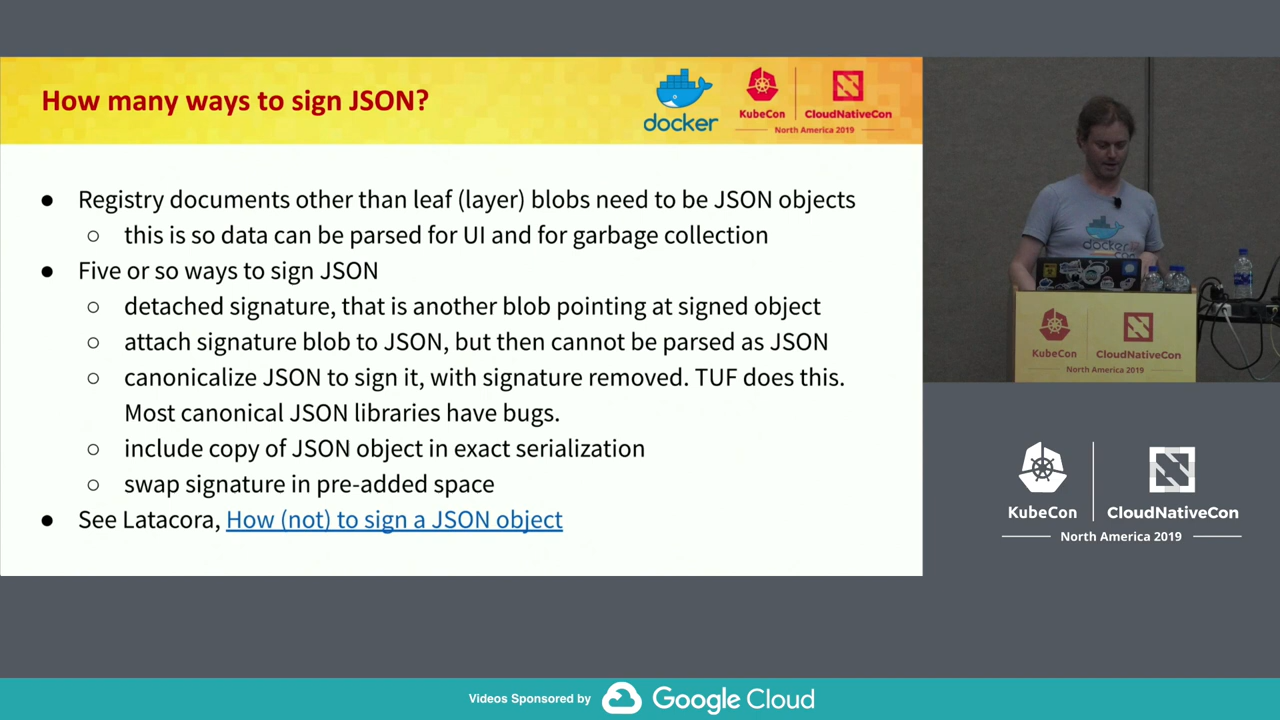 How many ways to sign JSON?
docker
KubeCon
CloudNativeCon
North America 2019
● Registry documents other than leaf (layer) blobs need to be JSON objects
○ this is so data can be parsed for UI and for garbage collection
● Five or so ways to sign JSON
○ detached signature, that is another blob pointing at signed object
○ attach signature blob to JSON, but then cannot be parsed as JSON
○ canonicalize JSON to sign it, with signature removed. TUF does this.
Most canonical JSON libraries have bugs.
○ include copy of JSON object in exact serialization
○ swap signature in pre-added space
● See Latacora, How (not) to sign a JSON object
docker
KubeCon
CloudNativeCon
North America 2019
KubeCon
CloudNativeCon
North America 2019
Videos Sponsored by
Google Cloud